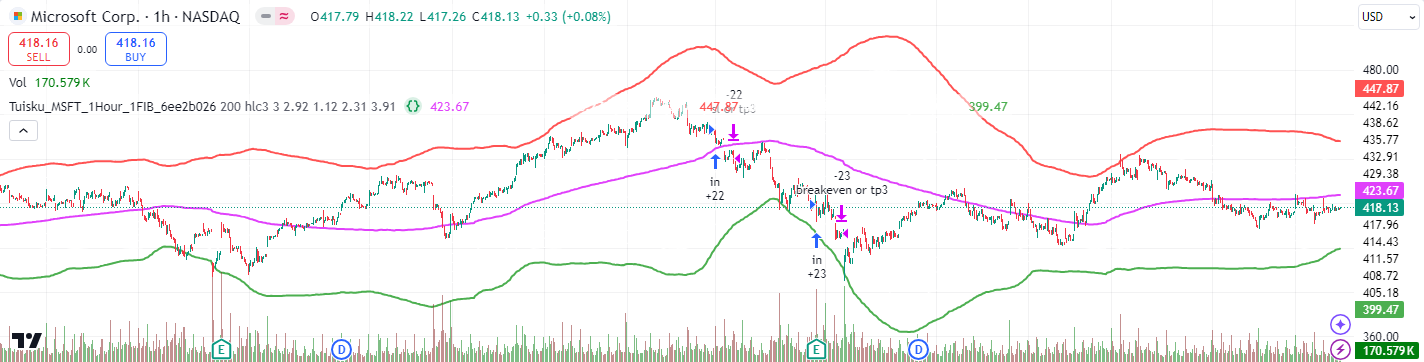 Microsoft Corp. · 1h · NASDAQ O417.79 H418.22 L417.26 C418.13 +0.33 (+0.08%)
USD
418.16 0.00 418.16
SELL BUY
Vol 170.579 K
Tuisku_MSFT_1Hour_1FIB_6ee2b026 200 hlc3 3 2.92 1.12 2.31 3.91 {} 423.67 447.87 399.47
-22
or tp3
in
+22
-23
breakeven or tp3
in
+23
480.00
447.87
442.16
438.62
435.77
432.91
429.38
423.67
418.13
417.96
414.43
411.57
408.72
405.18
399.47
360.00
170.579 K
E
D
E
D